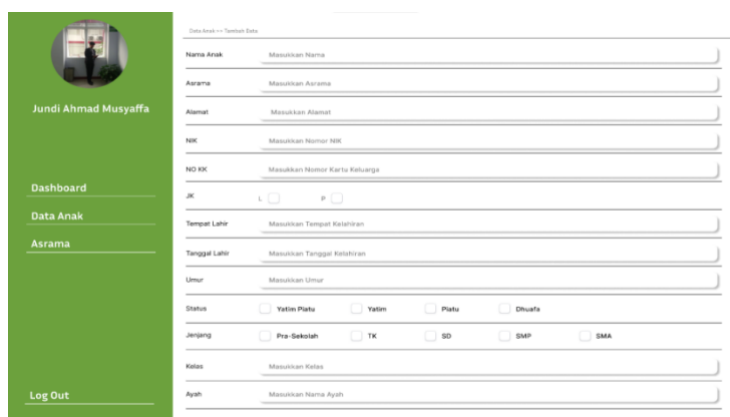 Jundi Ahmad Musyaffa
Dashboard
Data Anak
Asrama
Log Out
Data Anak >> Tambah Data
Nama Anak Masukkan Nama
Asrama Masukkan Asrama
Alamat Masukkan Alamat
NIK Masukkan Nomor NIK
NO KK Masukkan Nomor Kartu Keluarga
JK L P
Tempat Lahir Masukkan Tempat Kelahiran
Tanggal Lahir Masukkan Tanggal Kelahiran
Umur Masukkan Umur
Status Yatim Piatu Yatim Piatu Dhuafa
Jenjang Pra-Sekolah TK SD SMP SMA
Kelas Masukkan Kelas
Ayah Masukkan Nama Ayah